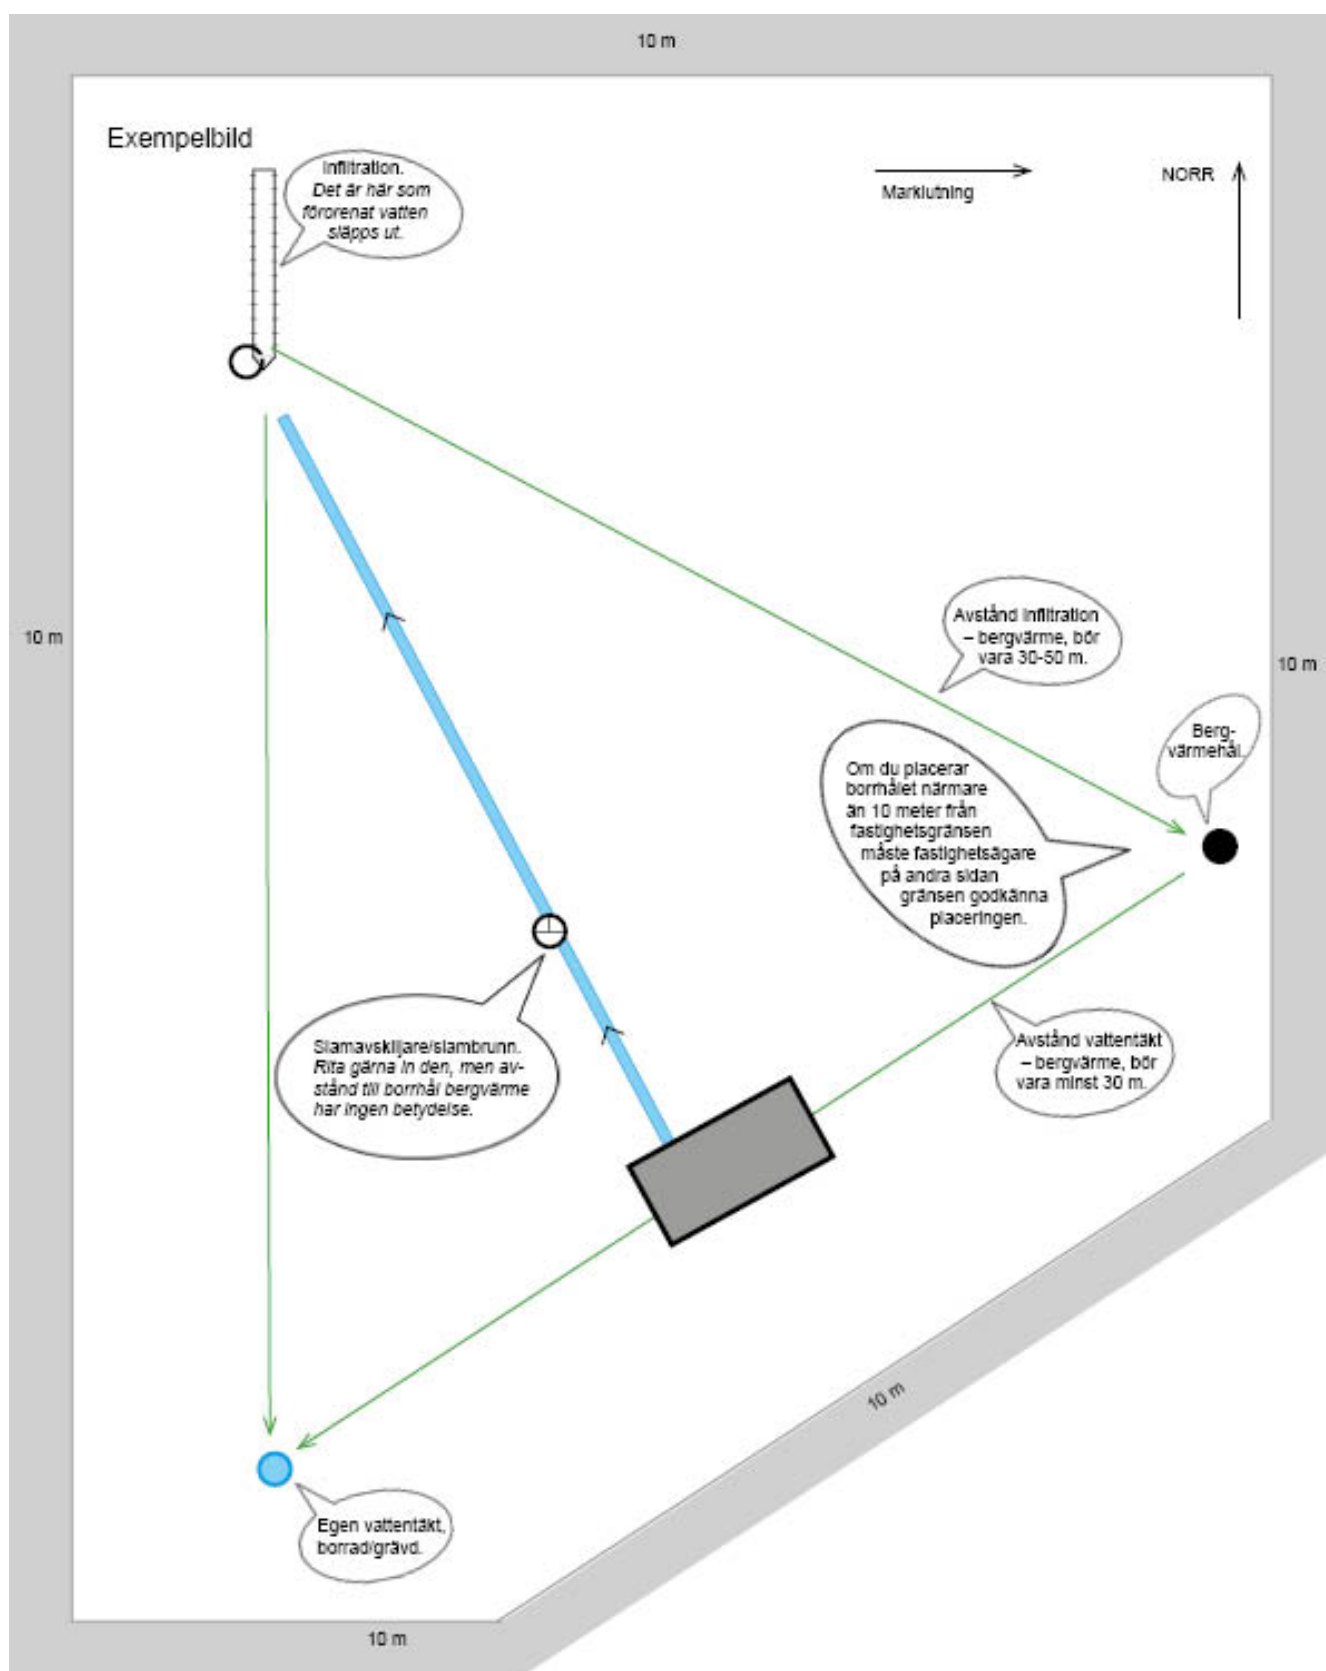 10 m
Exempelbild
Infiltration.
Det är här som
förorenat vatten
släpps ut.
Marklutning
NORR
10 m
Avstånd infiltration
– bergvärme, bör
vara 30-50 m.
10 m
Berg-
värmehål.
Om du placerar
borrhålet närmare
än 10 meter från
fastighetsgränsen
måste fastighetsägare
på andra sidan
gränsen godkänna
placeringen.
Slamavskiljare/slambrunn.
Rita gärna in den, men av-
stånd till borrhål bergvärme
har ingen betydelse.
Avstånd vattentäkt
– bergvärme, bör
vara minst 30 m.
10 m
Egen vattentäkt,
borrad/grävd.
10 m